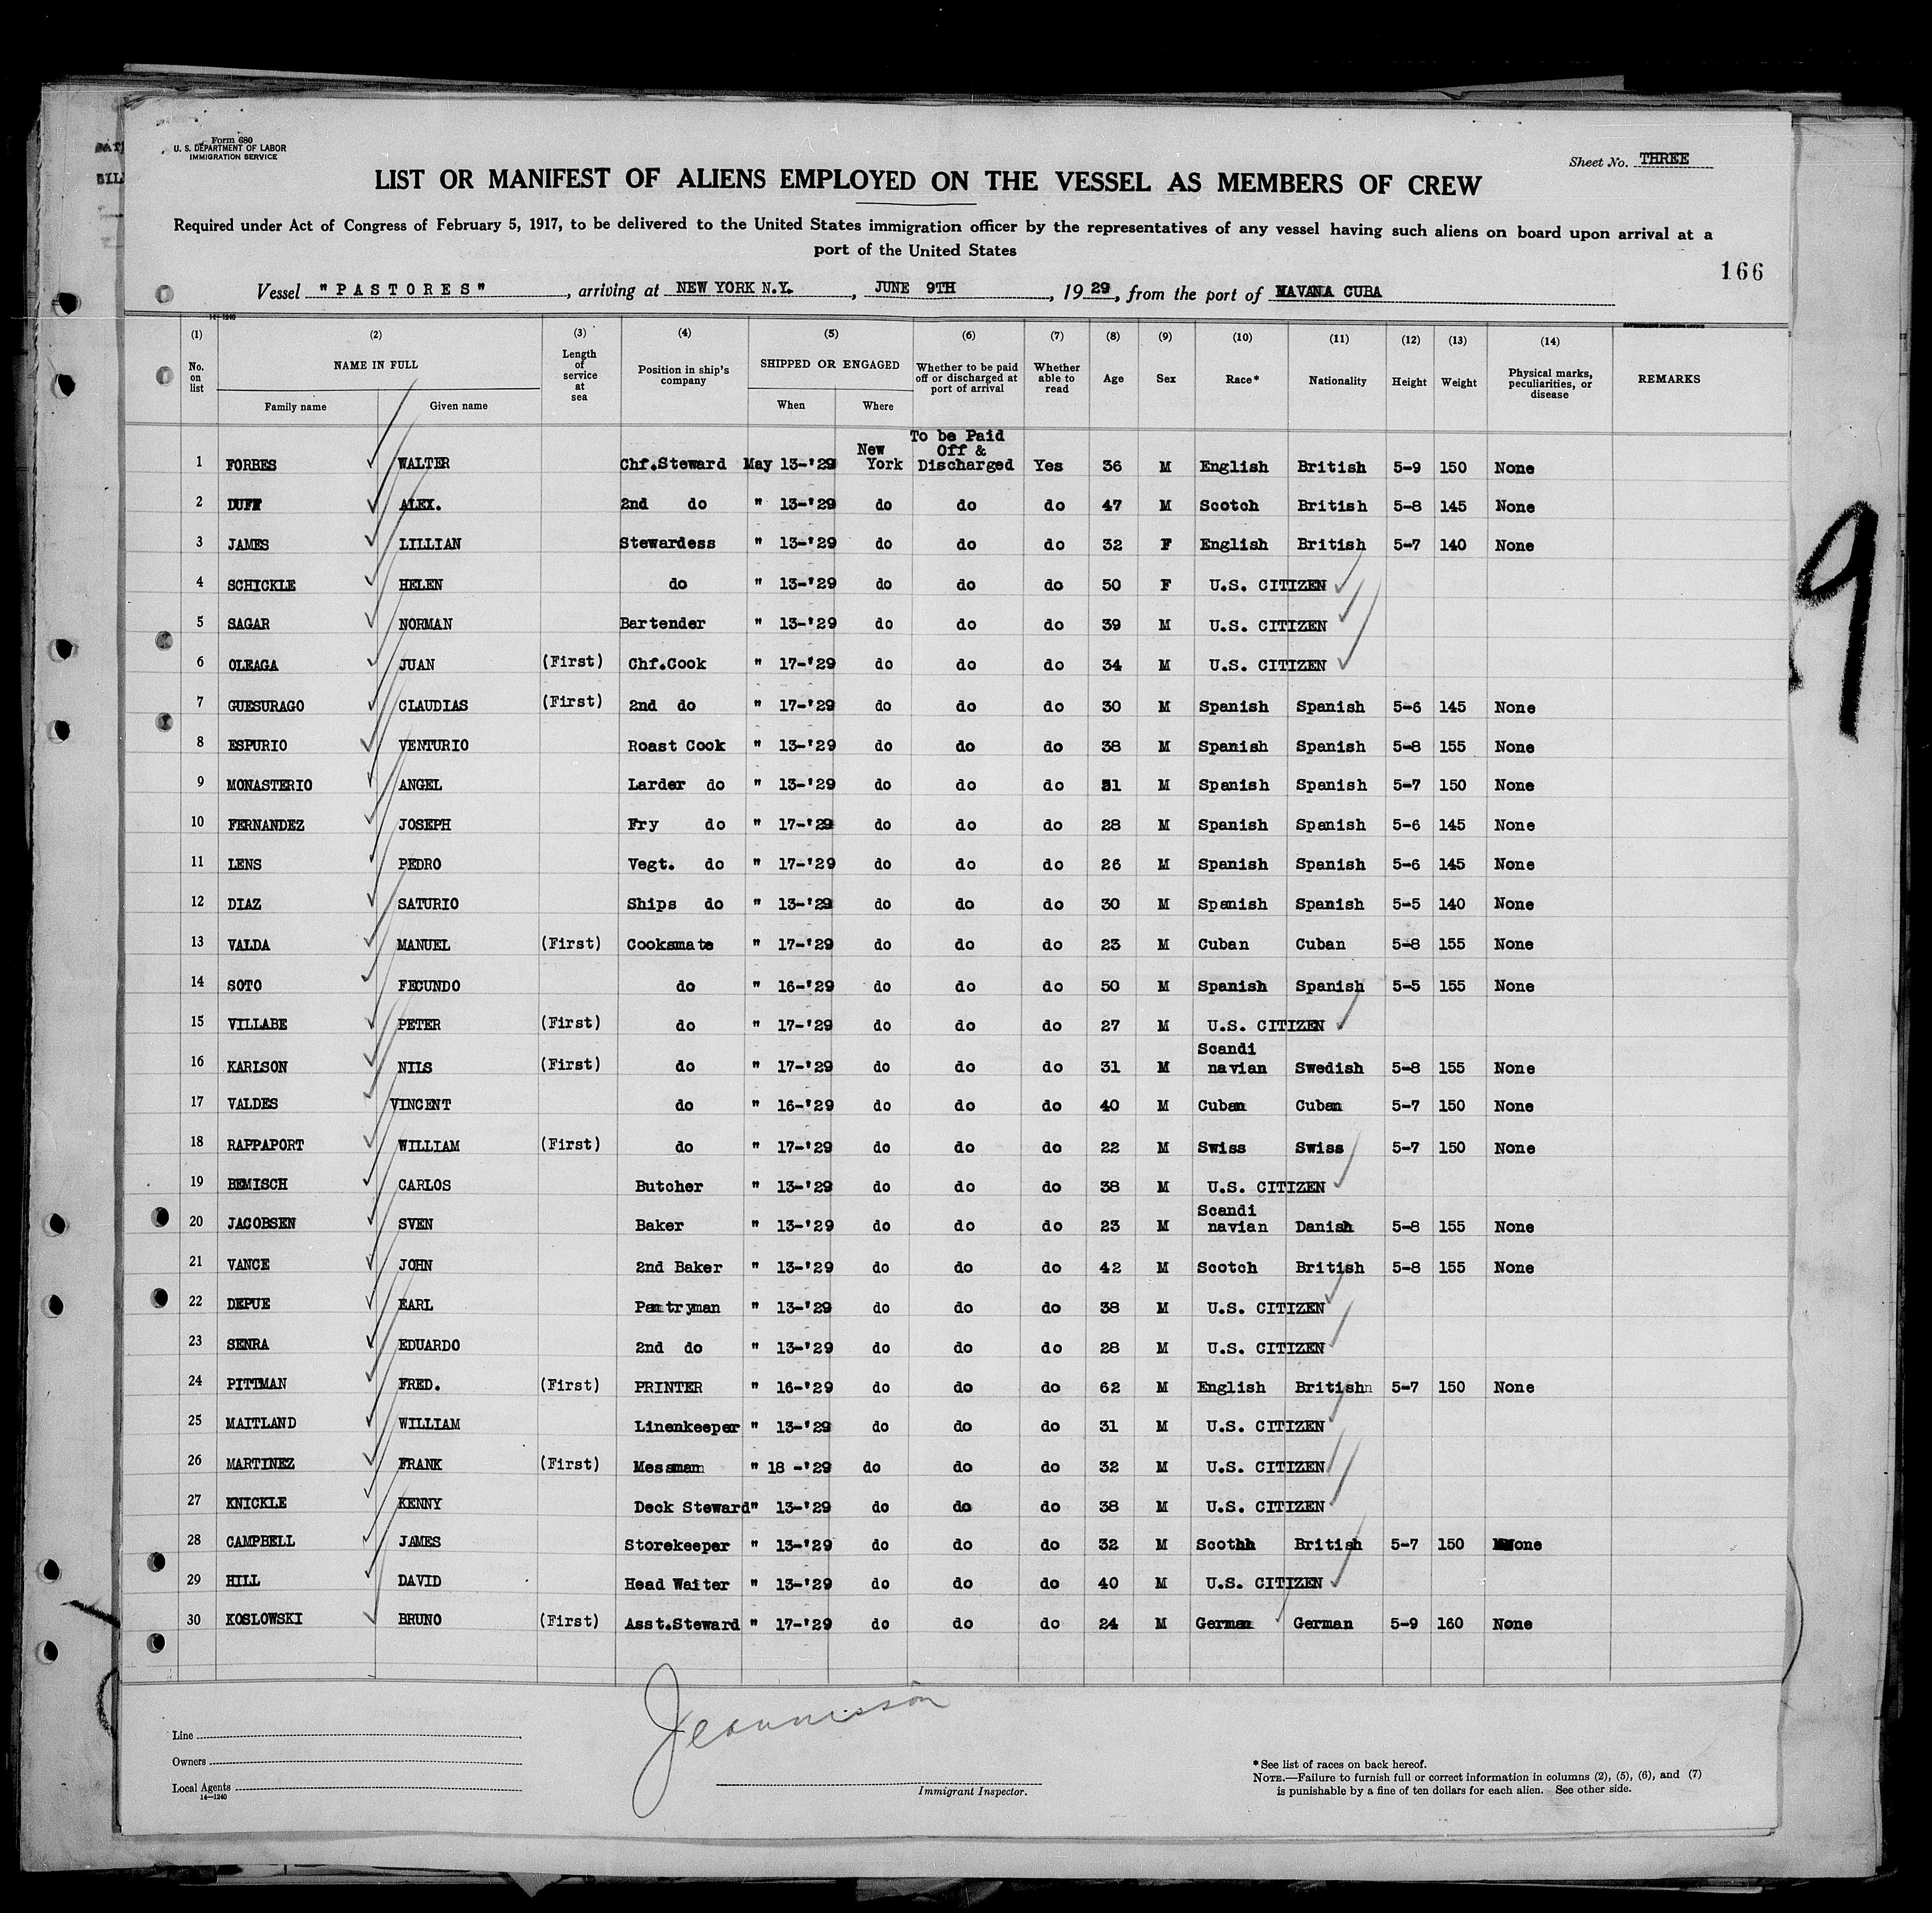 Form 680
U. S. DEPARTMENT OF LABOR
IMMIGRATION SERVICE
Sheet No. THREE
LIST OR MANIFEST OF ALIENS EMPLOYED ON THE VESSEL AS MEMBERS OF CREW
Required under Act of Congress of February 5, 1917, to be delivered to the United States immigration officer by the representatives of any vessel having such aliens on board upon arrival at a
port of the United States
166
Vessel "PASTORES", arriving at NEW YORK N.Y., JUNE 9TH, 19 29, from the port of HAVANA CUBA
14-1240
(1) (2) (3) (4) (5) (6) (7) (8) (9) (10) (11) (12) (13) (14)
No. on list NAME IN FULL Length of service at sea Position in ship's company SHIPPED OR ENGAGED Whether to be paid off or discharged at port of arrival Whether able to read Age Sex Race* Nationality Height Weight Physical marks, peculiarities, or disease REMARKS
Family name Given name When Where
1 FORBES WALTER Chf.Steward May 13-'29 New York To be Paid Off & Discharged Yes 36 M English British 5-9 150 None
2 DUFF ALEX. 2nd do " 13-'29 do do do 47 M Scotch British 5-8 145 None
3 JAMES LILLIAN Stewardess " 13-'29 do do do 32 F English British 5-7 140 None
4 SCHICKLE HELEN do " 13-'29 do do do 50 F U.S. CITIZEN
5 SAGAR NORMAN Bartender " 13-'29 do do do 39 M U.S. CITIZEN
6 OLEAGA JUAN (First) Chf.Cook " 17-'29 do do do 34 M U.S. CITIZEN
7 GUESURAGO CLAUDIAS (First) 2nd do " 17-'29 do do do 30 M Spanish Spanish 5-6 145 None
8 ESPURIO VENTURIO Roast Cook " 13-'29 do do do 38 M Spanish Spanish 5-8 155 None
9 MONASTERIO ANGEL Larder do " 13-'29 do do do 31 M Spanish Spanish 5-7 150 None
10 FERNANDEZ JOSEPH Fry do " 17-'29 do do do 28 M Spanish Spanish 5-6 145 None
11 LENS PEDRO Vegt. do " 17-'29 do do do 26 M Spanish Spanish 5-6 145 None
12 DIAZ SATURIO Ships do " 13-'29 do do do 30 M Spanish Spanish 5-5 140 None
13 VALDA MANUEL (First) Cooksmate " 17-'29 do do do 23 M Cuban Cuban 5-8 155 None
14 SOTO FECUNDO do " 16-'29 do do do 50 M Spanish Spanish 5-5 155 None
15 VILLABE PETER (First) do " 17-'29 do do do 27 M U.S. CITIZEN
16 KARLSON NILS (First) do " 17-'29 do do do 31 M Scandi navian Swedish 5-8 155 None
17 VALDES VINCENT do " 16-'29 do do do 40 M Cuban Cuban 5-7 150 None
18 RAPPAPORT WILLIAM (First) do " 17-'29 do do do 22 M Swiss Swiss 5-7 150 None
19 BEMISCH CARLOS Butcher " 13-'29 do do do 38 M U.S. CITIZEN
20 JACOBSEN SVEN Baker " 13-'29 do do do 23 M Scandi navian Danish 5-8 155 None
21 VANCE JOHN 2nd Baker " 13-'29 do do do 42 M Scotch British 5-8 155 None
22 DEPUE EARL Pantryman " 13-'29 do do do 38 M U.S. CITIZEN
23 SENRA EDUARDO 2nd do " 13-'29 do do do 28 M U.S. CITIZEN
24 PITTMAN FRED. (First) PRINTER " 16-'29 do do do 62 M English British 5-7 150 None
25 MAITLAND WILLIAM Linenkeeper " 13-'29 do do do 31 M U.S. CITIZEN
26 MARTINEZ FRANK (First) Messman " 18 -'29 do do do 32 M U.S. CITIZEN
27 KNICKLE KENNY Deck Steward " 13-'29 do do do 38 M U.S. CITIZEN
28 CAMPBELL JAMES Storekeeper " 13-'29 do do do 32 M Scothh British 5-7 150 None
29 HILL DAVID Head Waiter " 13-'29 do do do 40 M U.S. CITIZEN
30 KOSLOWSKI BRUNO (First) Asst.Steward " 17-'29 do do do 24 M German German 5-9 160 None
9
Line
Owners
Local Agents
14—1240
Immigrant Inspector.
*See list of races on back hereof.
NOTE.—Failure to furnish full or correct information in columns (2), (5), (6), and (7)
is punishable by a fine of ten dollars for each alien. See other side.